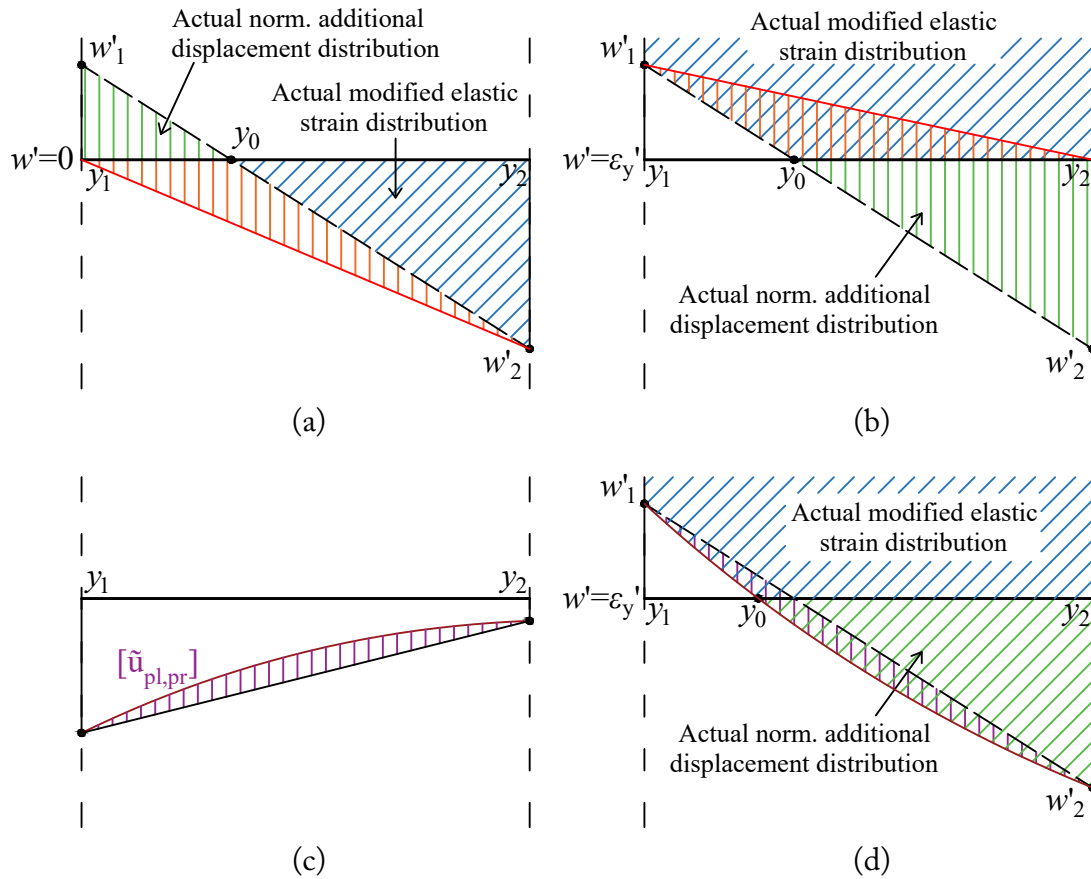 Actual norm. additional
displacement distribution
w'₁
Actual modified elastic
strain distribution
y₀
w'=0
y₁
y₂
w'₂
(a)
Actual modified elastic
strain distribution
w'₁
w'=εy'
y₁
y₀
y₂
Actual norm. additional
displacement distribution
w'₂
(b)
y₁
y₂
[ũpl,pr]
(c)
w'₁
Actual modified elastic
strain distribution
w'=εy'
y₁
y₀
y₂
Actual norm. additional
displacement distribution
w'₂
(d)